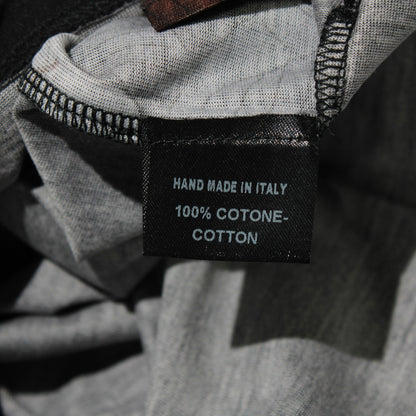 HAND MADE IN ITALY
100% COTONE-
COTTON